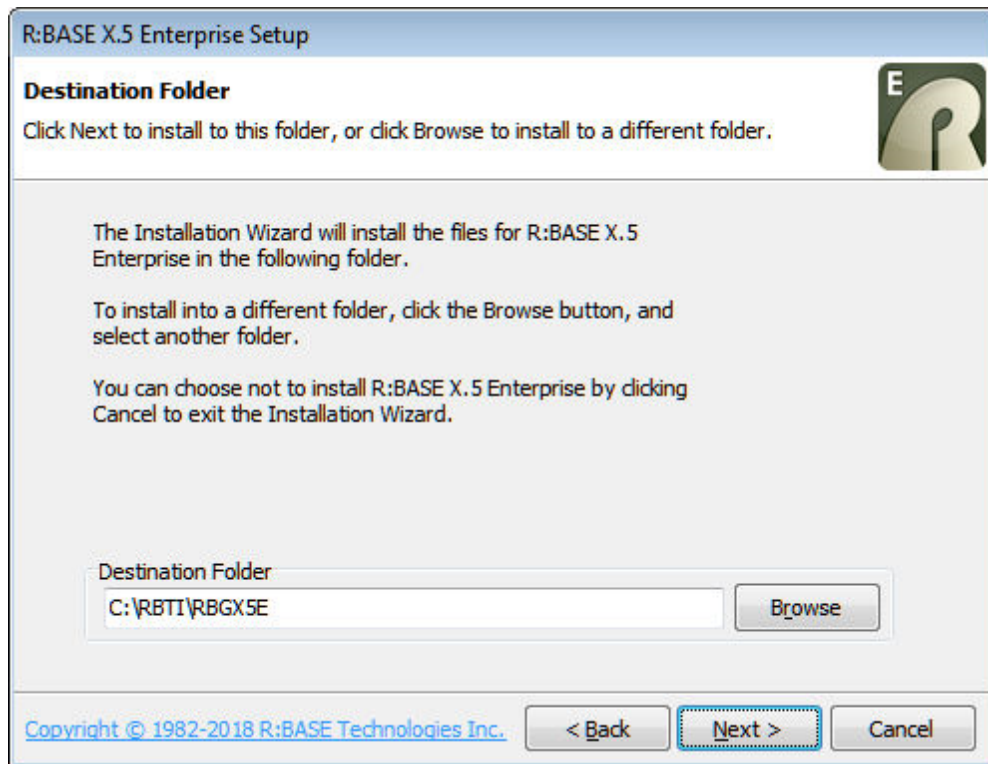 R:BASE X.5 Enterprise Setup
Destination Folder
Click Next to install to this folder, or click Browse to install to a different folder.
E
R
The Installation Wizard will install the files for R:BASE X.5
Enterprise in the following folder.
To install into a different folder, click the Browse button, and
select another folder.
You can choose not to install R:BASE X.5 Enterprise by clicking
Cancel to exit the Installation Wizard.
Destination Folder
C:\RBTI\RBGX5E
Browse
Copyright © 1982-2018 R:BASE Technologies Inc.
< Back
Next >
Cancel